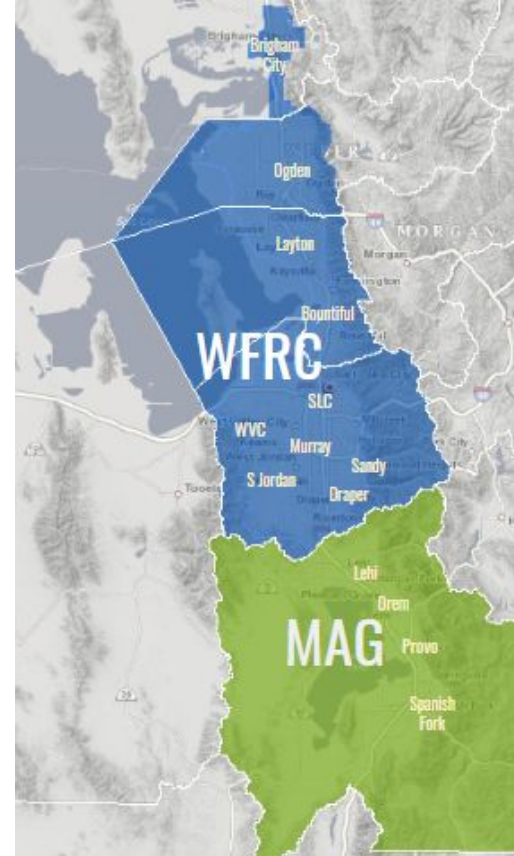 Brigham
City
Ogden
Layton
MORGAN
Morgan
Bountiful
WFRC
SLC
WVC
Murray
Sandy
S Jordan
Draper
Lehi
Orem
MAG
Provo
Spanish
Fork